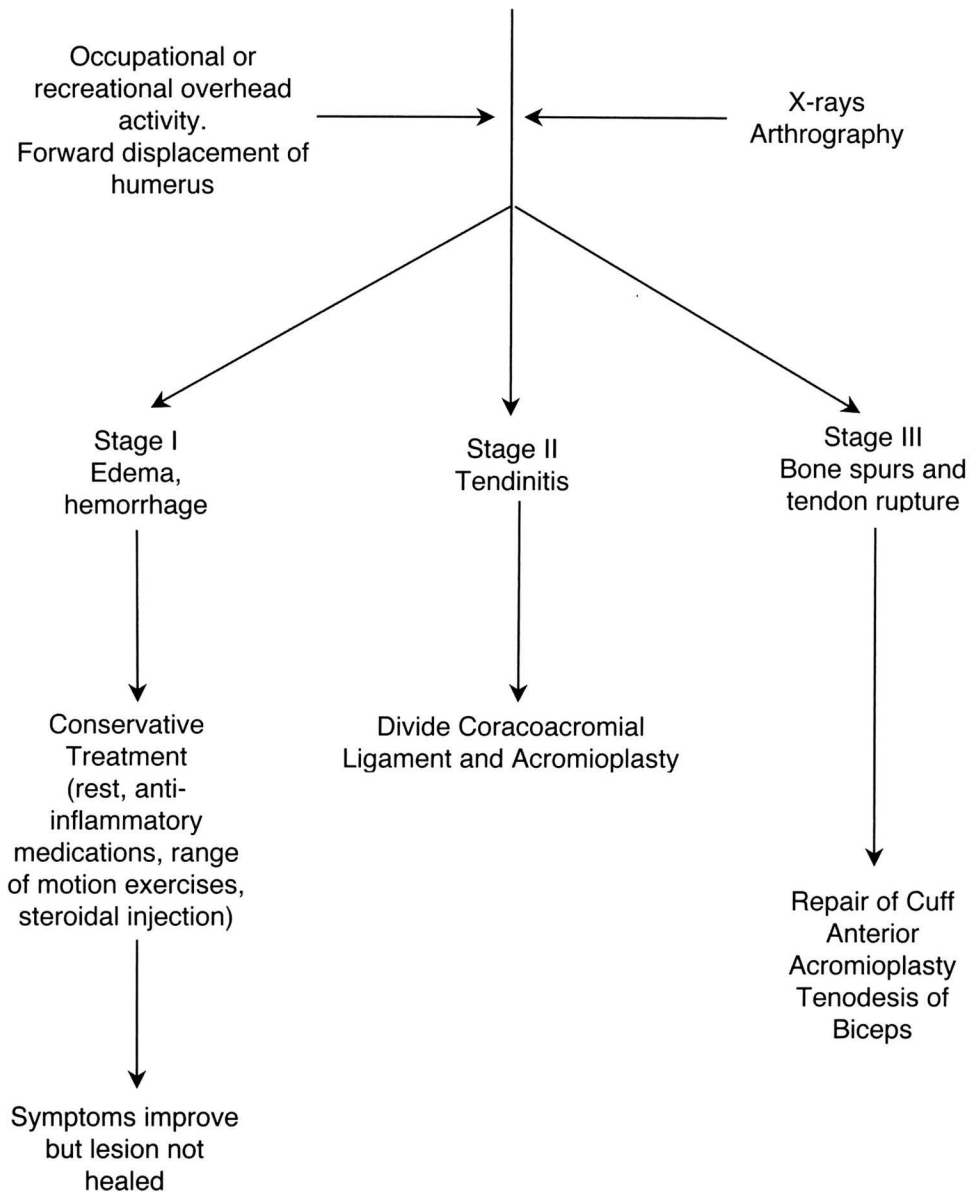 Occupational or
recreational overhead
activity.
Forward displacement of
humerus
X-rays
Arthrography
Stage I
Edema,
hemorrhage
Stage II
Tendinitis
Stage III
Bone spurs and
tendon rupture
Conservative
Treatment
(rest, anti-
inflammatory
medications, range
of motion exercises,
steroidal injection)
Divide Coracoacromial
Ligament and Acromioplasty
Repair of Cuff
Anterior
Acromioplasty
Tenodesis of
Biceps
Symptoms improve
but lesion not
healed